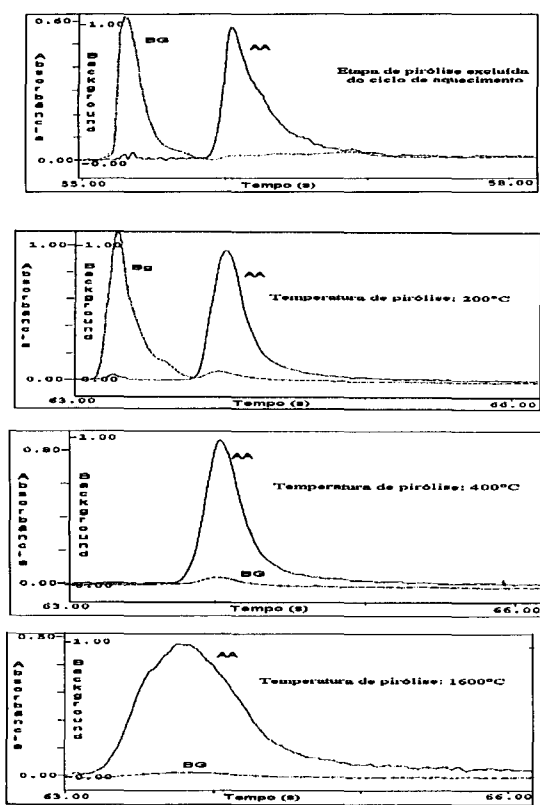 0.60
1.00
BG
AA
Etapa de pirólise excluída
do ciclo de aquecimento
Absorbância
Background
0.00
-0.00
55.00
Tempo (s)
58.00
1.00
1.00
Bg
AA
Temperatura de pirólise: 200ºC
Absorbância
Background
0.00
0.00
63.00
Tempo (s)
66.00
0.80
1.00
AA
Temperatura de pirólise: 400ºC
Absorbância
Background
BG
0.00
0.00
63.00
Tempo (s)
66.00
0.50
1.00
AA
Temperatura de pirólise: 1600ºC
Absorbância
Background
BG
0.00
-0.00
63.00
Tempo (s)
66.00